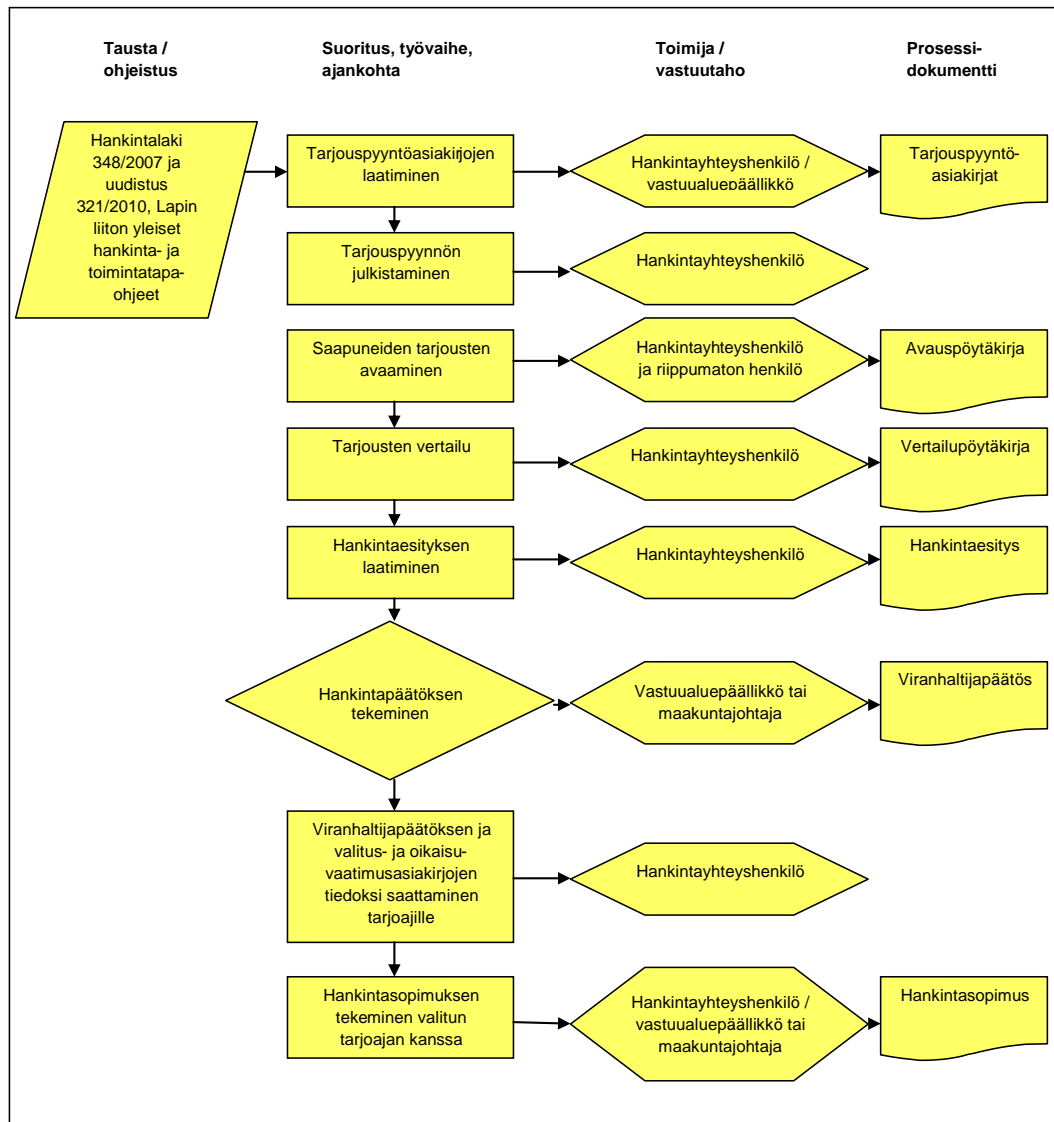 Tausta /
ohjeistus
Suoritus, työvaihe,
ajankohta
Toimija /
vastuutaho
Prosessi-
dokumentti
Hankintalaki
348/2007 ja
uudistus
321/2010, Lapin
liiton yleiset
hankinta- ja
toimintatapa-
ohjeet
Tarjouspyyntöasiakirjojen
laatiminen
Hankintayhteyshenkilö /
vastuualuepäällikkö
Tarjouspyyntö-
asiakirjat
Tarjouspyynnön
julkistaminen
Hankintayhteyshenkilö
Saapuneiden tarjousten
avaaminen
Hankintayhteyshenkilö
ja riippumaton henkilö
Avauspöytäkirja
Tarjousten vertailu
Hankintayhteyshenkilö
Vertailupöytäkirja
Hankintaesityksen
laatiminen
Hankintayhteyshenkilö
Hankintaesitys
Hankintapäätöksen
tekeminen
Vastuualuepäällikkö tai
maakuntajohtaja
Viranhaltijapäätös
Viranhaltijapäätöksen ja
valitus- ja oikaisu-
vaatimusasiakirjojen
tiedoksi saattaminen
tarjoajille
Hankintayhteyshenkilö
Hankintasopimuksen
tekeminen valitun
tarjoajan kanssa
Hankintayhteyshenkilö /
vastuualuepäällikkö tai
maakuntajohtaja
Hankintasopimus